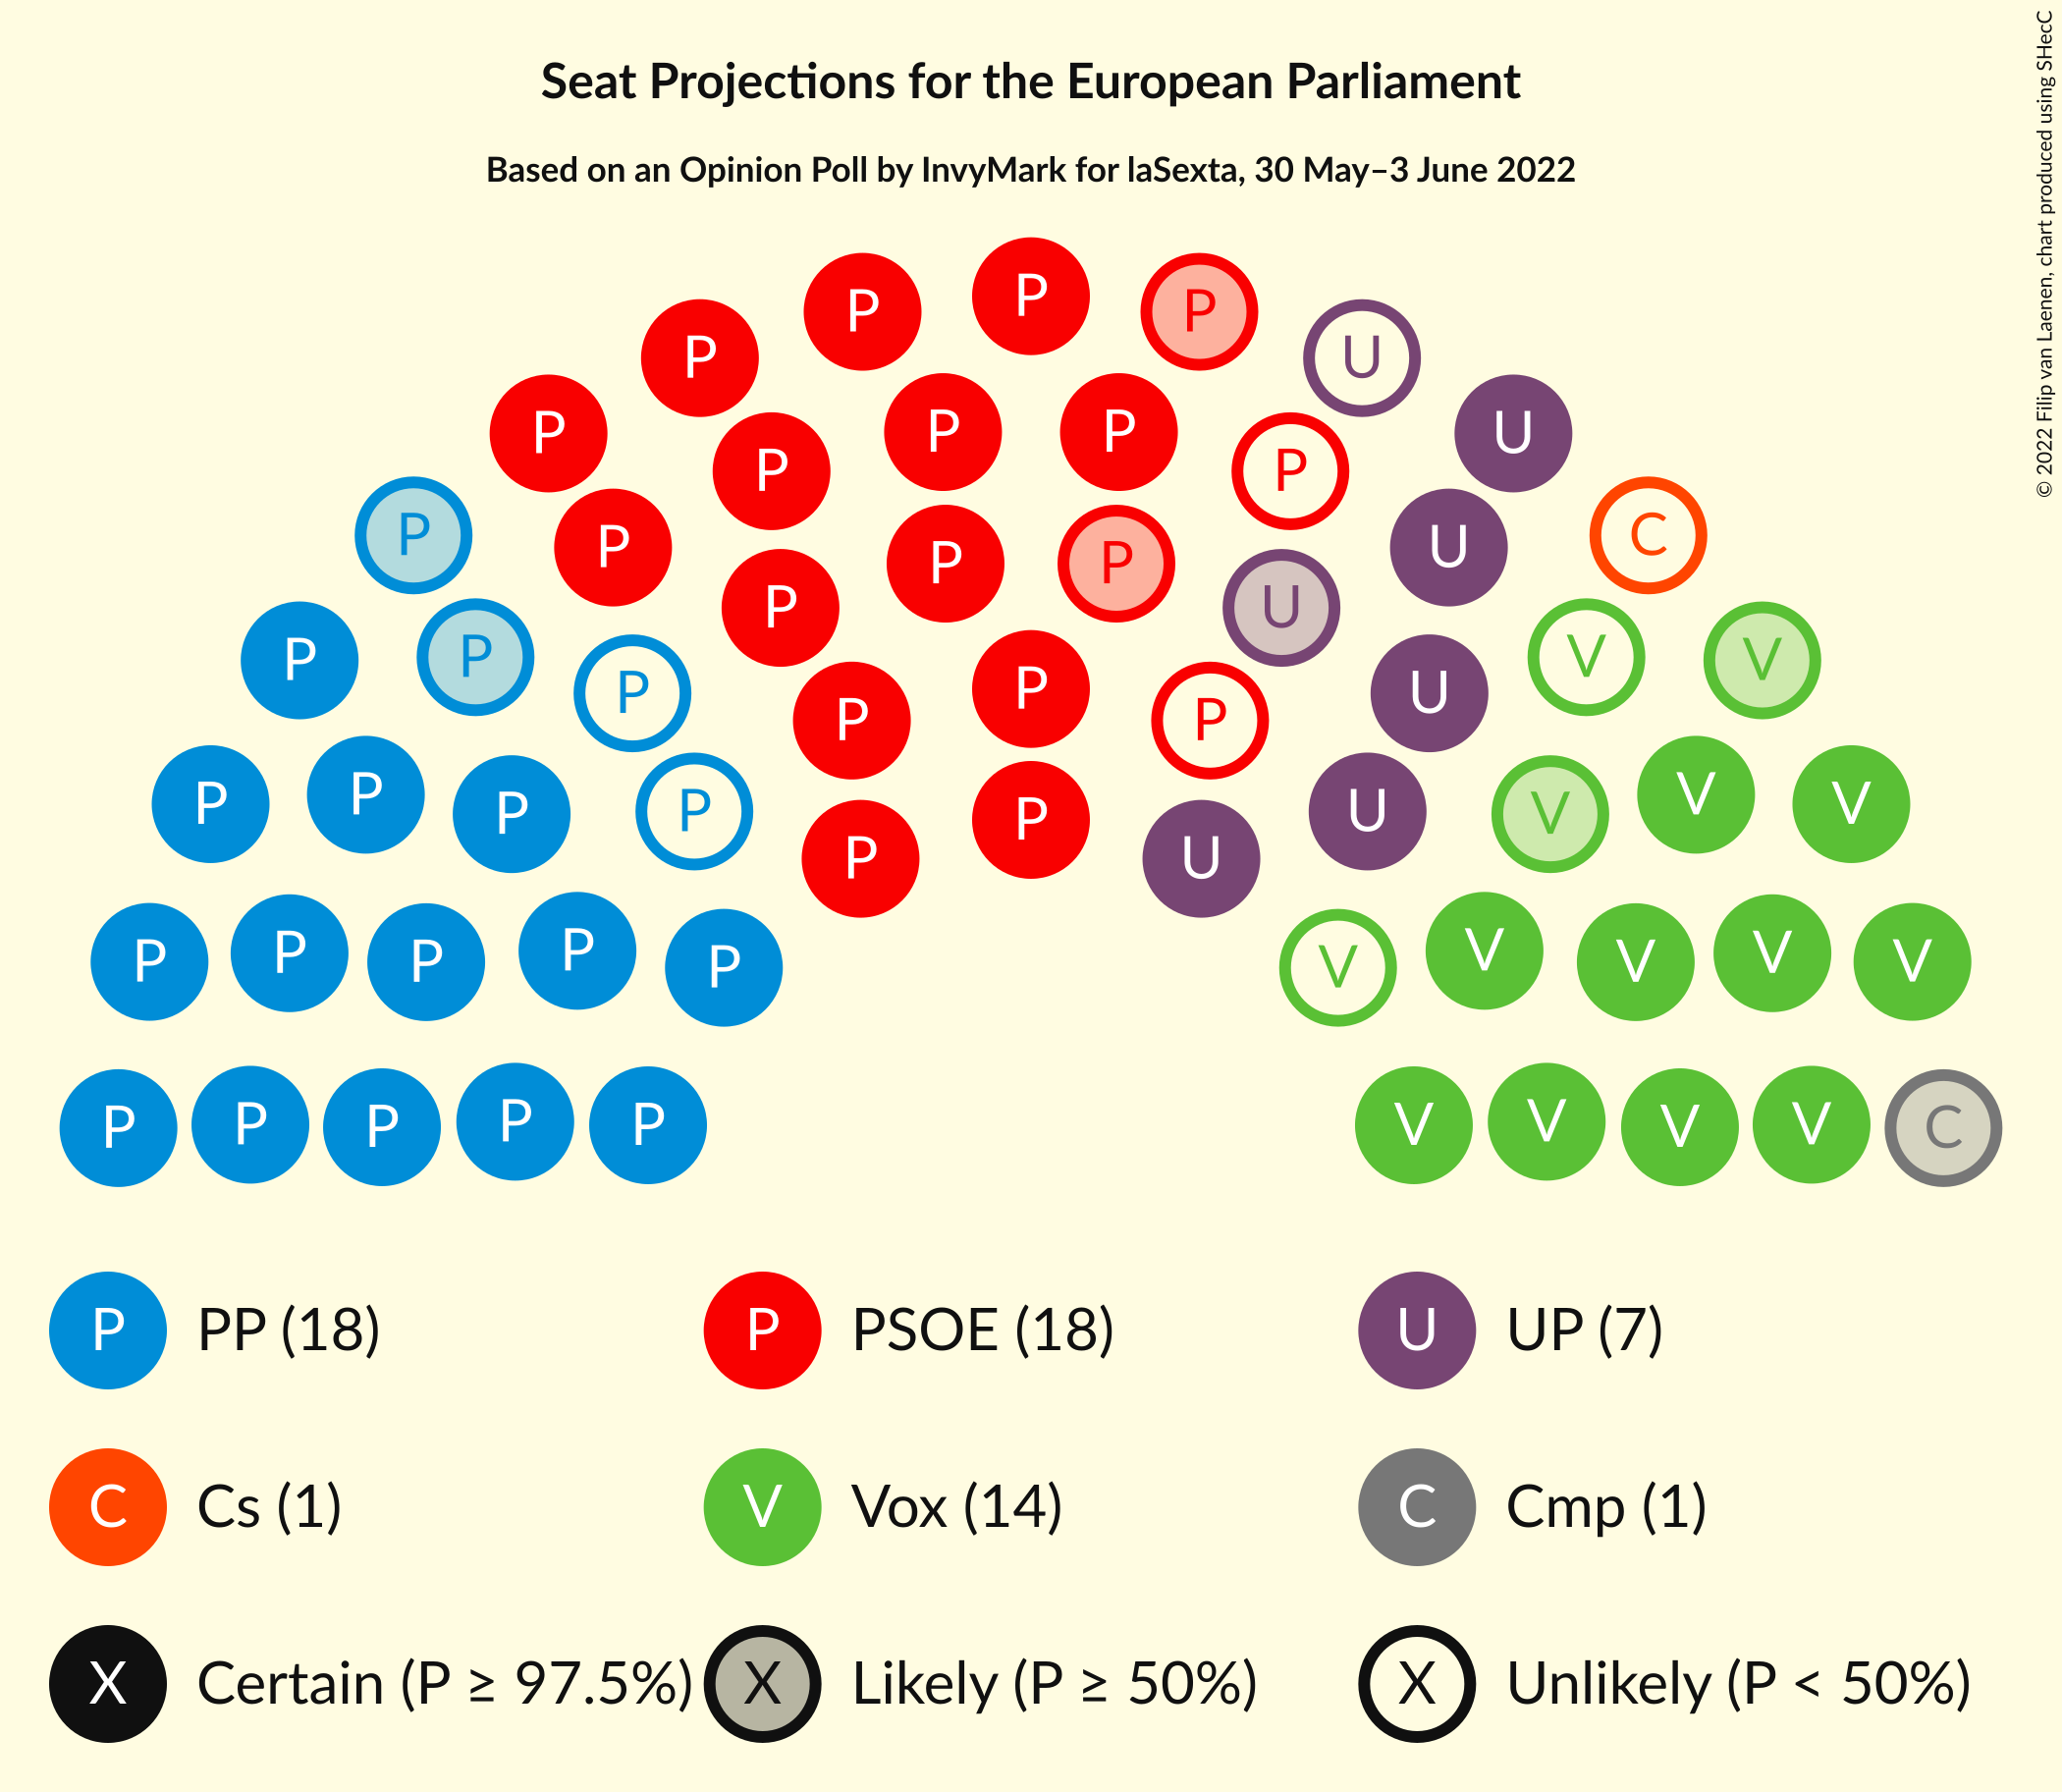 Seat Projections for the European Parliament
Based on an Opinion Poll by InvyMark for laSexta, 30 May–3 June 2022
© 2022 Filip van Laenen, chart produced using SHecC
P
P P
P U
P P
P U
P P
P P
P P
U
P C
P P
U V
P V
P P
P U
P P V
P P P
P U V V V
P P U
P P P P P
V V V V V
P P P P P
V V V V C
P PP (18)
P PSOE (18)
U UP (7)
C Cs (1)
V Vox (14)
C Cmp (1)
X Certain (P ≥ 97.5%)
X Likely (P ≥ 50%)
X Unlikely (P < 50%)